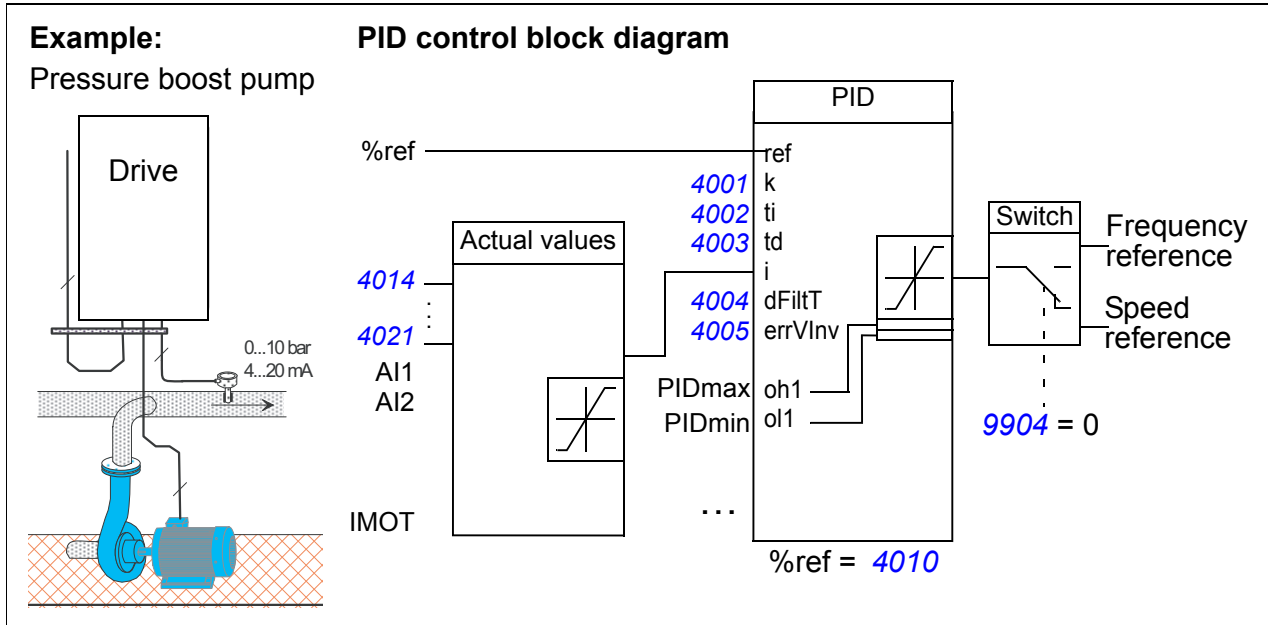 Example:
Pressure boost pump
Drive
0...10 bar
4...20 mA
PID control block diagram
%ref
Actual values
4014
4021
AI1
AI2
IMOT
PID
ref
4001 k
4002 ti
4003 td
i
4004 dFiltT
4005 errVInv
PIDmax oh1
PIDmin ol1
...
%ref = 4010
Switch
Frequency
reference
Speed
reference
9904 = 0